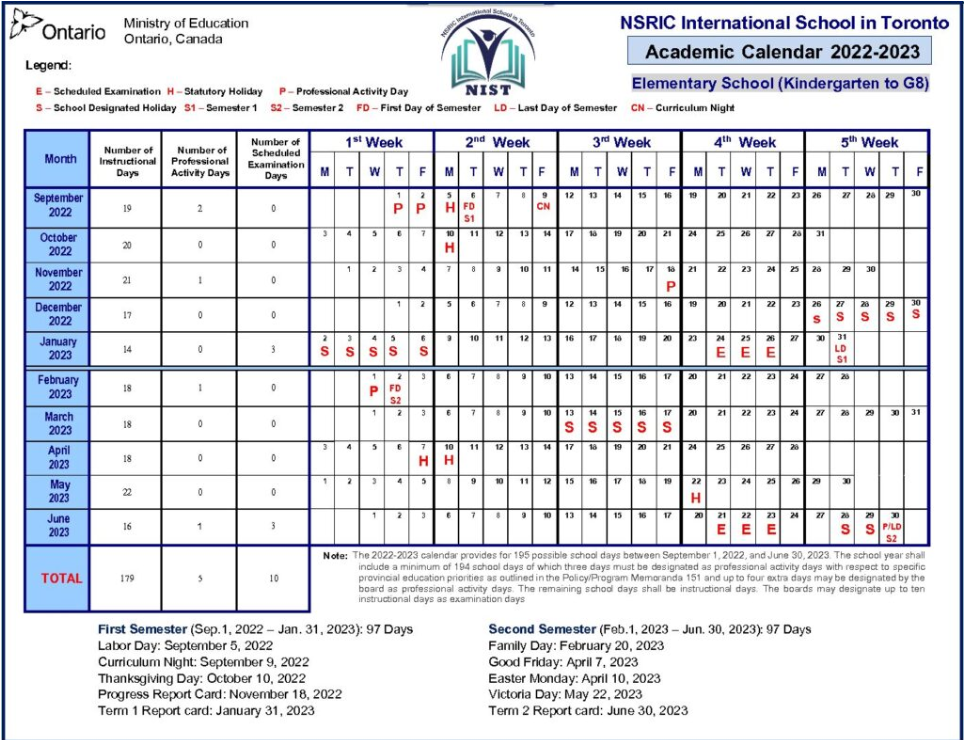 Ontario
Ministry of Education
Ontario, Canada
NSRIC International School in Toronto
NIST
NSRIC NIST
Academic Calendar 2022-2023
Elementary School (Kindergarten to G8)
Legend:
E – Scheduled Examination H – Statutory Holiday P – Professional Activity Day
S – School Designated Holiday S1 – Semester 1 S2 – Semester 2 FD – First Day of Semester LD – Last Day of Semester CN – Curriculum Night
Month Number of Instructional Days Number of Professional Activity Days Number of Scheduled Examination Days 1st Week 2nd Week 3rd Week 4th Week 5th Week
M T W T F M T W T F M T W T F M T W T F M T W T F
September 2022 19 2 0 1 2 5 6 7 8 9 12 13 14 15 16 19 20 21 22 23 26 27 28 29 30
P P H FD CN
S1
October 2022 20 0 0 3 4 5 6 7 10 11 12 13 14 17 18 19 20 21 24 25 26 27 28 31
H
November 2022 21 1 0 1 2 3 4 7 8 9 10 11 14 15 16 17 18 21 22 23 24 25 28 29 30
P
December 2022 17 0 0 1 2 5 6 7 8 9 12 13 14 15 16 19 20 21 22 23 26 27 28 29 30
s S S S S
January 2023 14 0 3 2 3 4 5 6 9 10 11 12 13 16 17 18 19 20 23 24 25 26 27 30 31
S S S S S E E E LD
S1
February 2023 18 1 0 1 2 3 6 7 8 9 10 13 14 15 16 17 20 21 22 23 24 27 28
P FD
S2
March 2023 18 0 0 1 2 3 6 7 8 9 10 13 14 15 16 17 20 21 22 23 24 27 28 29 30 31
S S S S S
April 2023 18 0 0 3 4 5 6 7 10 11 12 13 14 17 18 19 20 21 24 25 26 27 28
H H
May 2023 22 0 0 1 2 3 4 5 8 9 10 11 12 15 16 17 18 19 22 23 24 25 26 29 30
H
June 2023 16 1 3 1 2 3 6 7 8 9 10 13 14 15 16 17 20 21 22 23 24 27 28 29 30
E E E S S P/LD
S2
TOTAL 179 5 10
Note: The 2022-2023 calendar provides for 195 possible school days between September 1, 2022, and June 30, 2023. The school year shall
include a minimum of 194 school days of which three days must be designated as professional activity days with respect to specific
provincial education priorities as outlined in the Policy/Program Memoranda 151 and up to four extra days may be designated by the
board as professional activity days. The remaining school days shall be instructional days. The boards may designate up to ten
instructional days as examination days
First Semester (Sep.1, 2022 – Jan. 31, 2023): 97 Days
Labor Day: September 5, 2022
Curriculum Night: September 9, 2022
Thanksgiving Day: October 10, 2022
Progress Report Card: November 18, 2022
Term 1 Report card: January 31, 2023
Second Semester (Feb.1, 2023 – Jun. 30, 2023): 97 Days
Family Day: February 20, 2023
Good Friday: April 7, 2023
Easter Monday: April 10, 2023
Victoria Day: May 22, 2023
Term 2 Report card: June 30, 2023